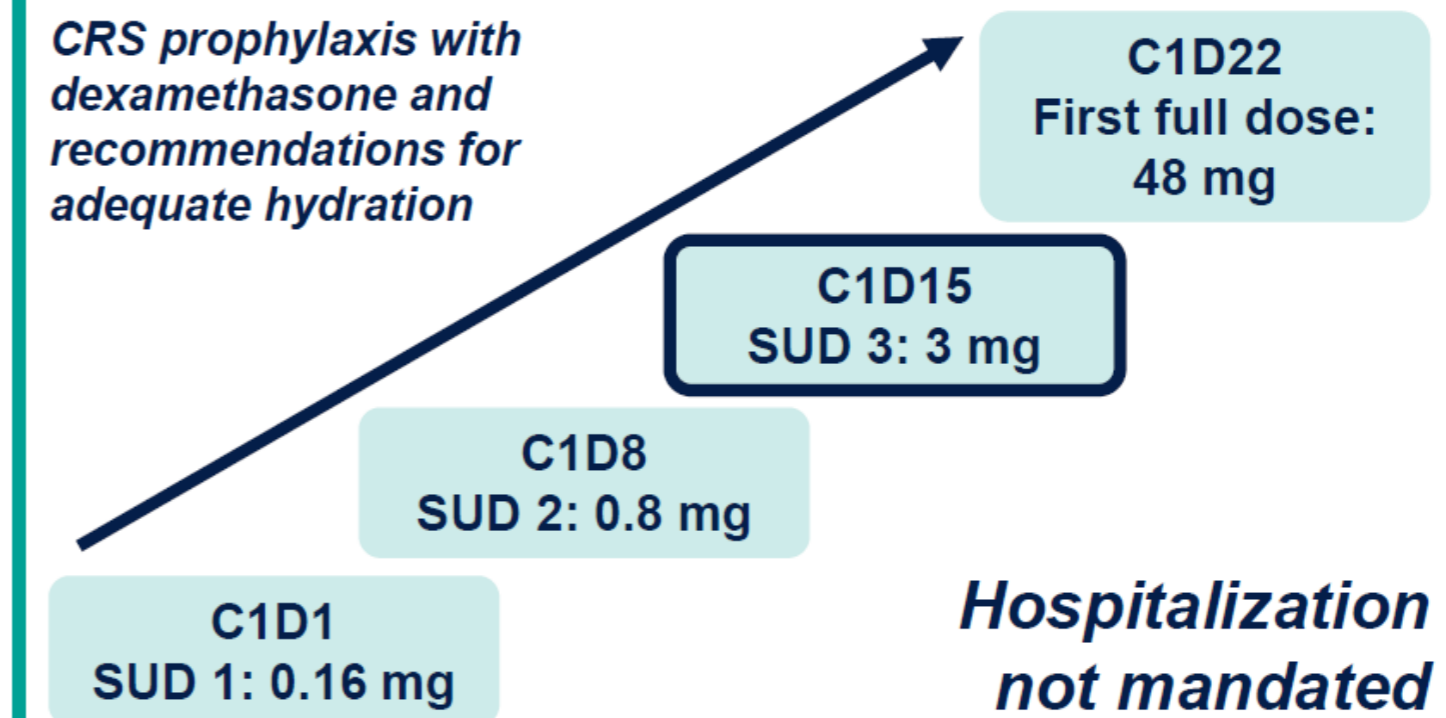 CRS prophylaxis with
dexamethasone and
recommendations for
adequate hydration
C1D22
First full dose:
48 mg
C1D15
SUD 3: 3 mg
C1D8
SUD 2: 0.8 mg
C1D1
SUD 1: 0.16 mg
Hospitalization
not mandated